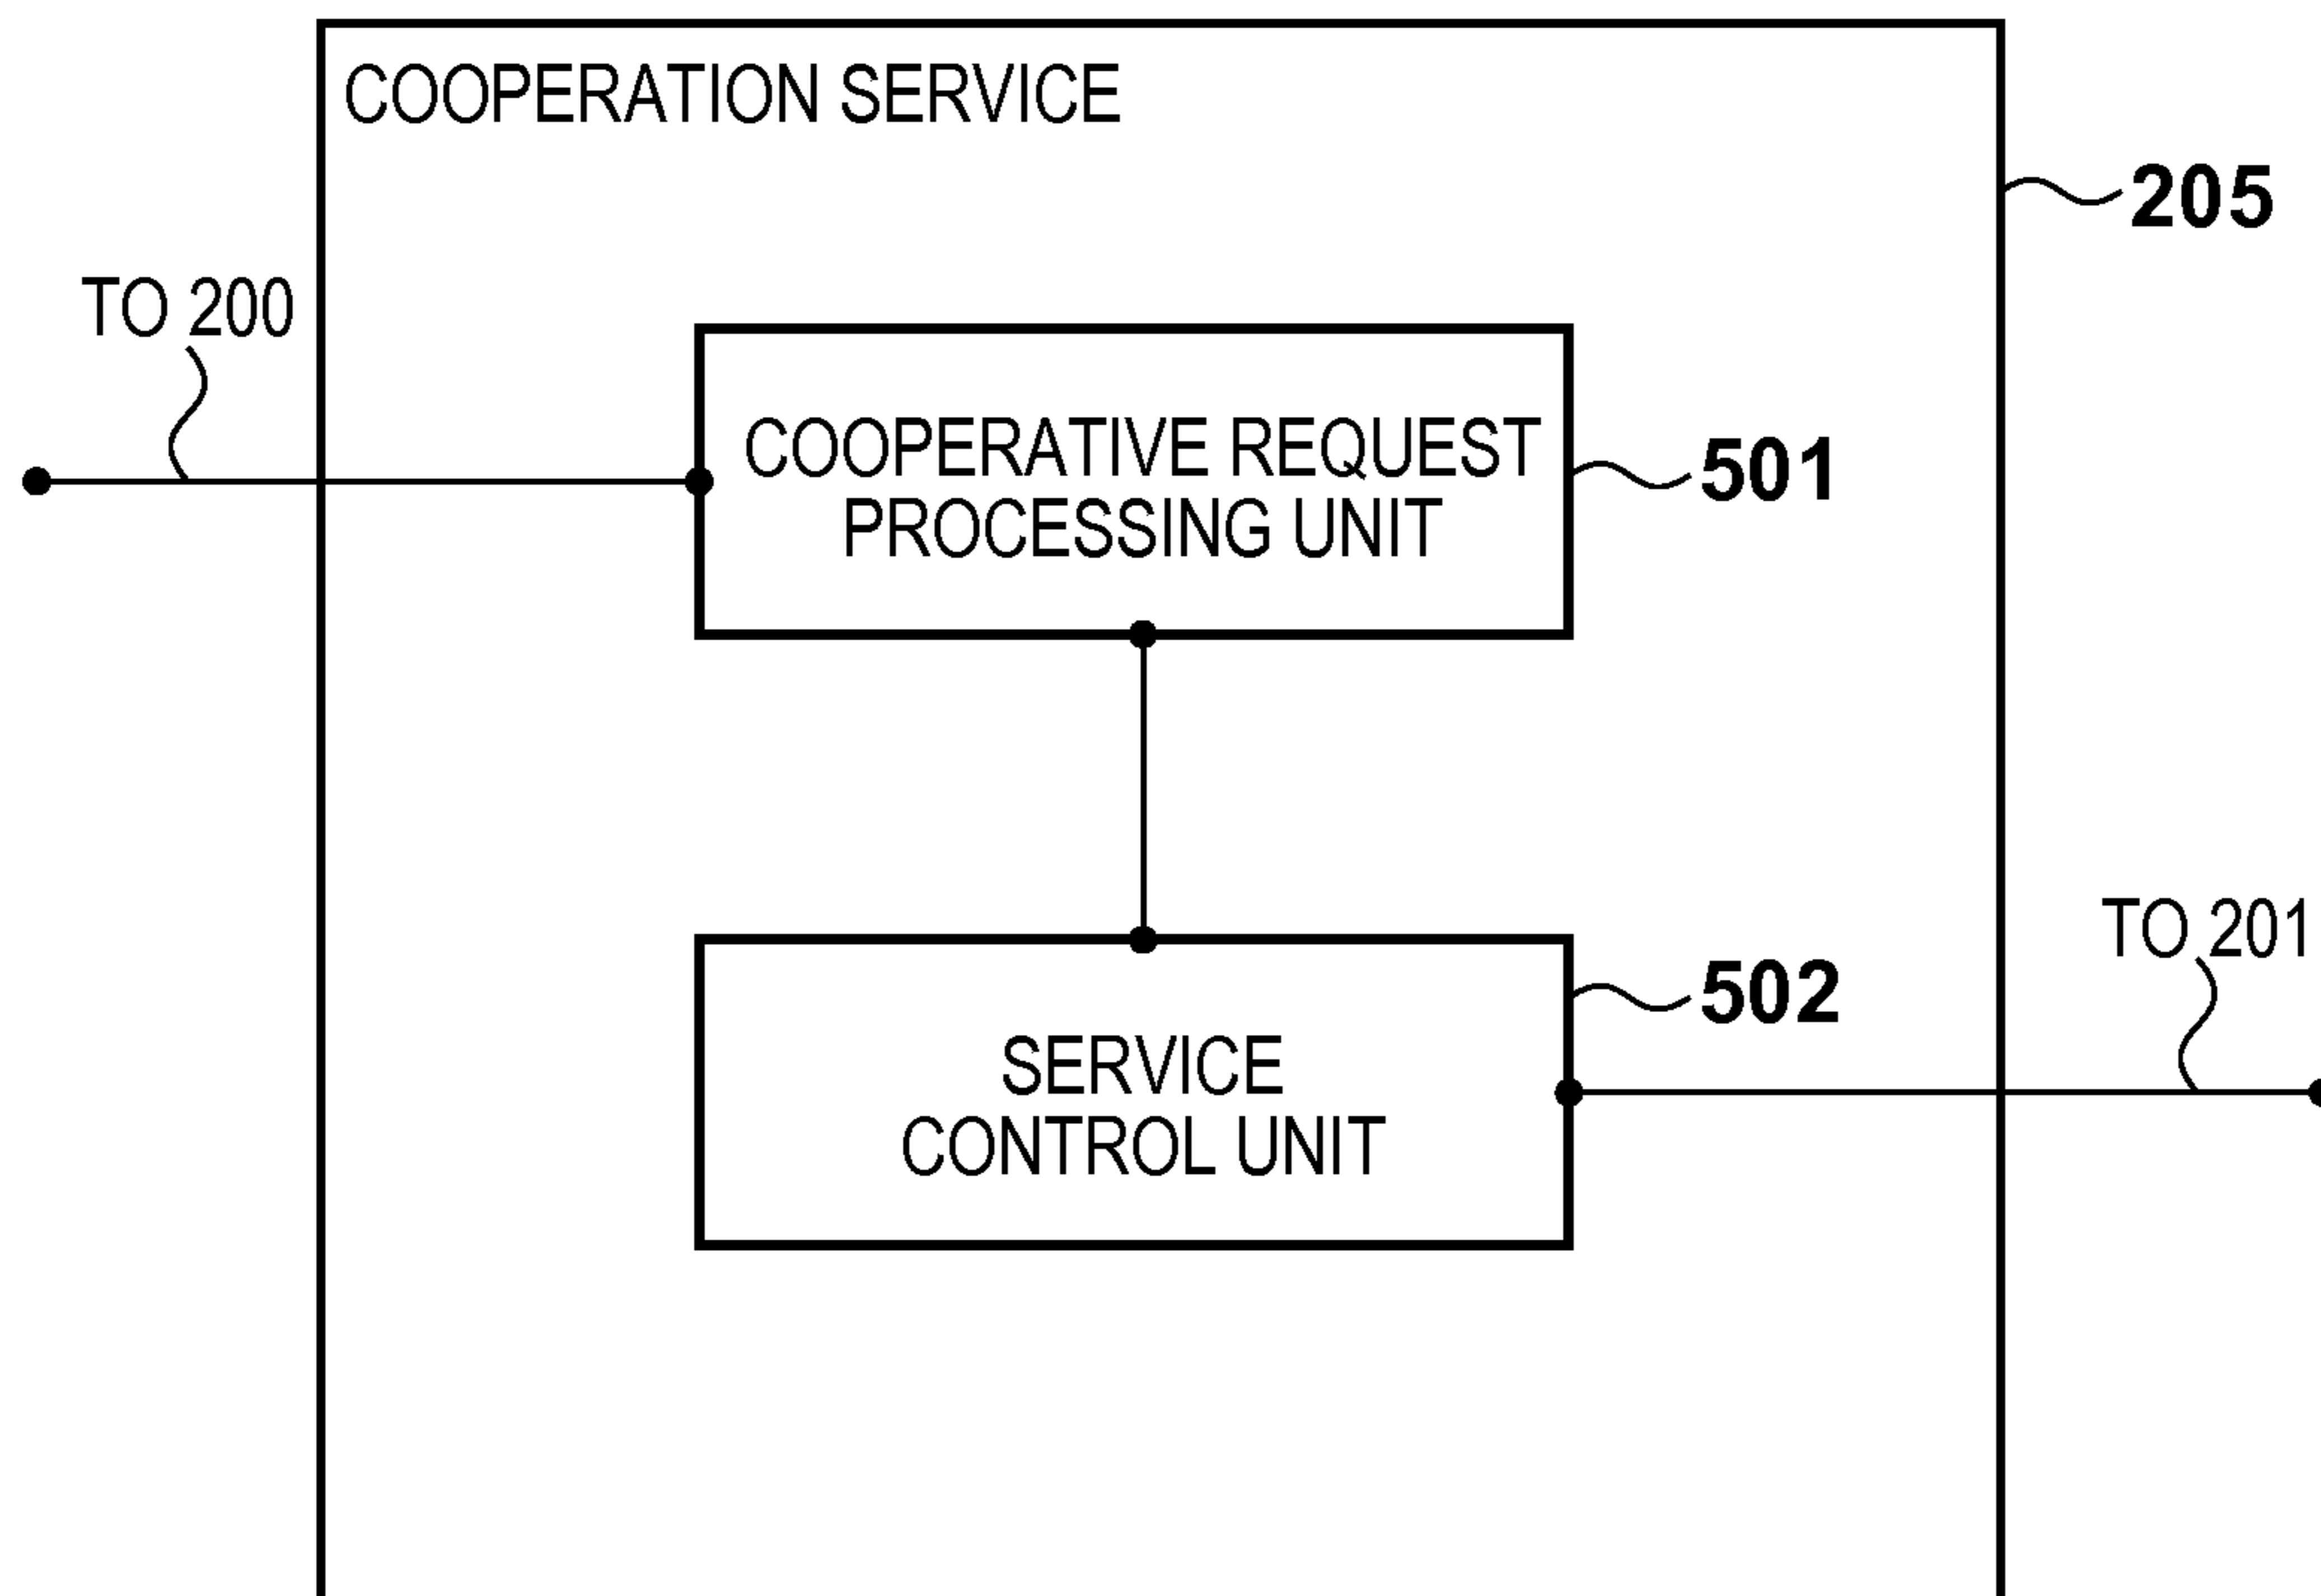 COOPERATION SERVICE
205
TO 200
COOPERATIVE REQUEST
PROCESSING UNIT
501
TO 201
502
SERVICE
CONTROL UNIT